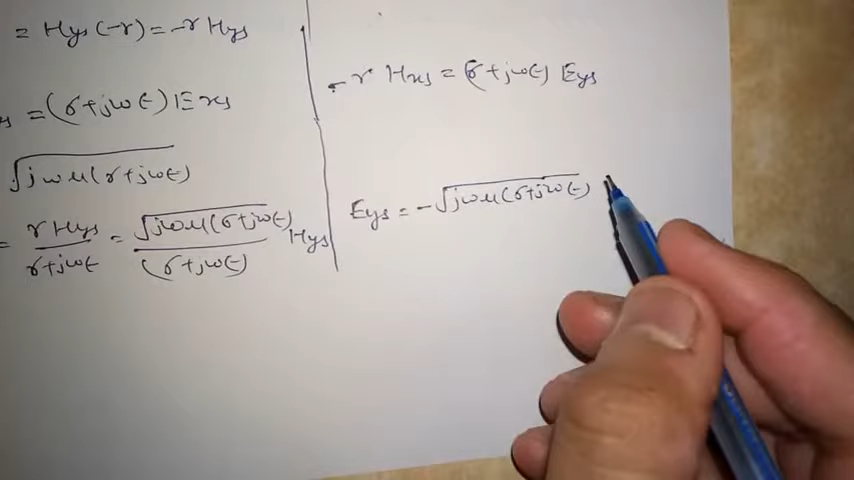 = Hys(-r) = -r Hys
s = (σ+jωϵ) Exs
√jωμ(σ+jωϵ)
= r Hys / σ+jωϵ = √jωμ(σ+jωϵ) / (σ+jωϵ) Hys
-r Hxs = (σ+jωϵ) Eys
Eys = -√jωμ(σ+jωϵ)